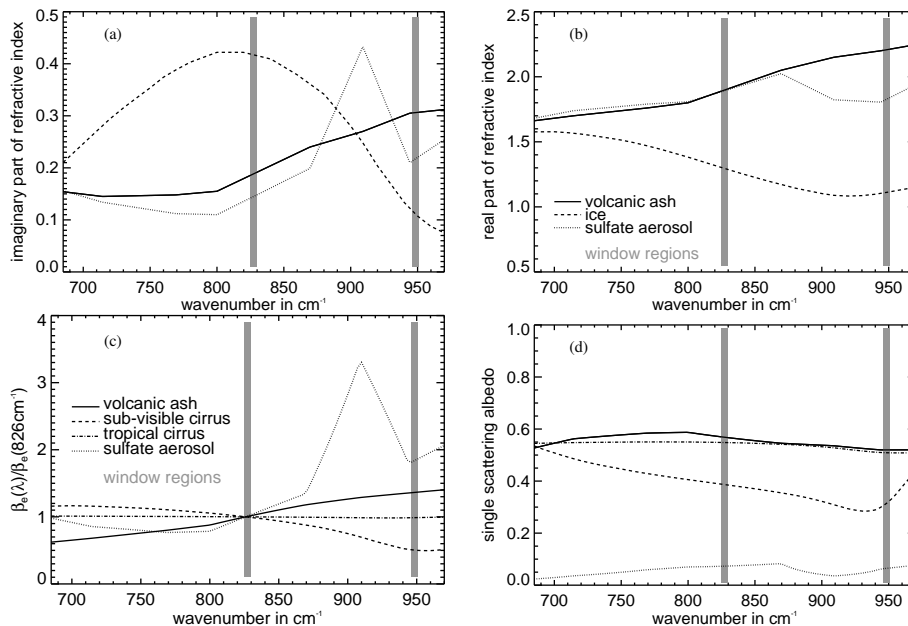 (a)
imaginary part of refractive index
0.5
0.4
0.3
0.2
0.1
0.0
700 750 800 850 900 950
wavenumber in cm⁻¹
(b)
real part of refractive index
2.5
2.0
1.5
1.0
0.5
volcanic ash
ice
sulfate aerosol
window regions
700 750 800 850 900 950
wavenumber in cm⁻¹
(c)
βₑ(λ)/βₑ(826cm⁻¹)
4
3
2
1
0
volcanic ash
sub-visible cirrus
tropical cirrus
sulfate aerosol
window regions
700 750 800 850 900 950
wavenumber in cm⁻¹
(d)
single scattering albedo
1.0
0.8
0.6
0.4
0.2
0.0
700 750 800 850 900 950
wavenumber in cm⁻¹